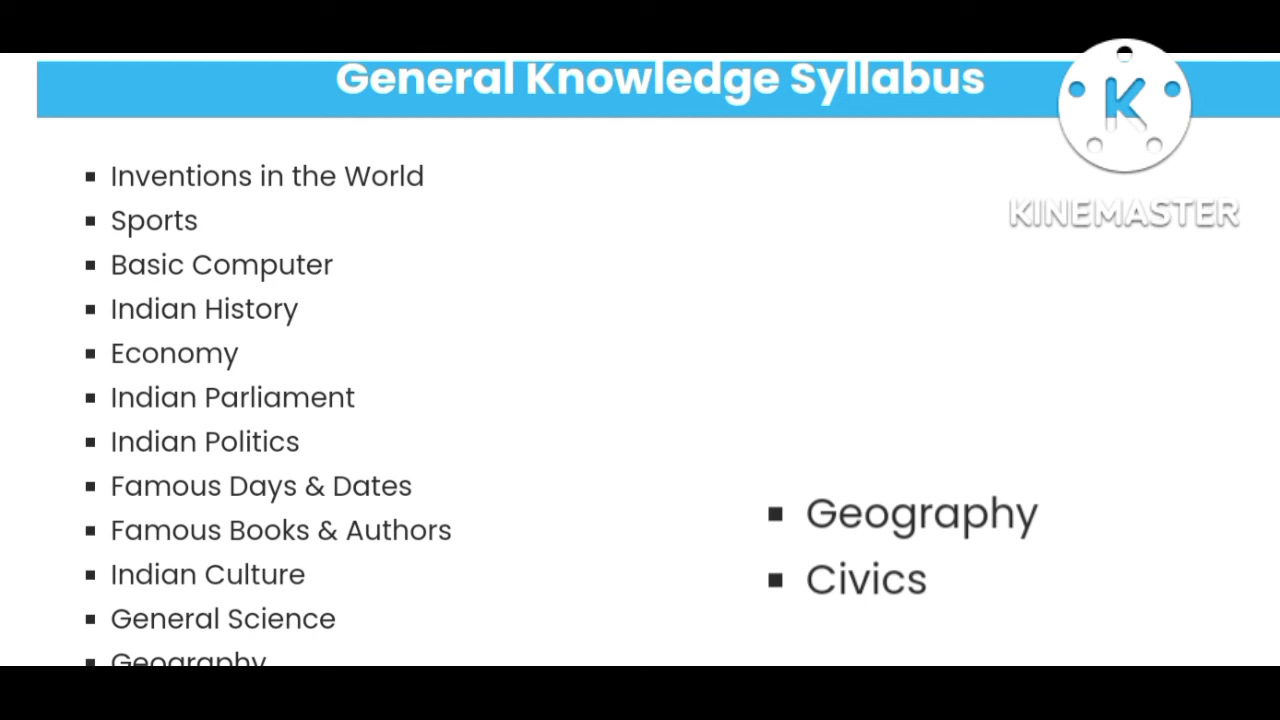 General Knowledge Syllabus
K
KINEMASTER
▪ Inventions in the World
▪ Sports
▪ Basic Computer
▪ Indian History
▪ Economy
▪ Indian Parliament
▪ Indian Politics
▪ Famous Days & Dates
▪ Famous Books & Authors
▪ Indian Culture
▪ General Science
▪ Geography
▪ Geography
▪ Civics